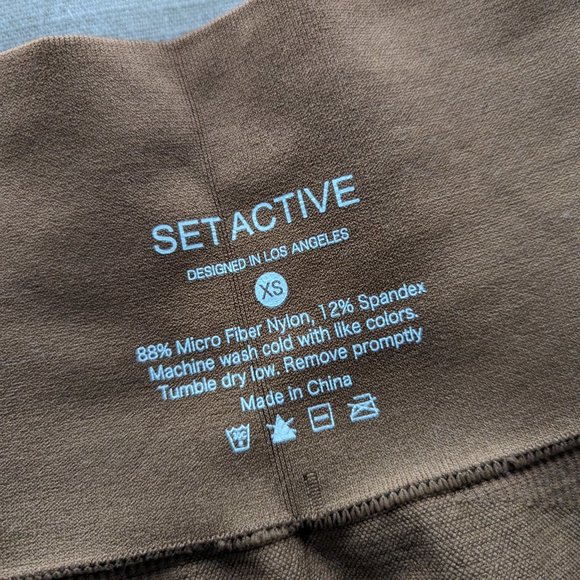 SET ACTIVE
DESIGNED IN LOS ANGELES
XS
88% Micro Fiber Nylon, 12% Spandex
Machine wash cold with like colors.
Tumble dry low. Remove promptly
Made in China